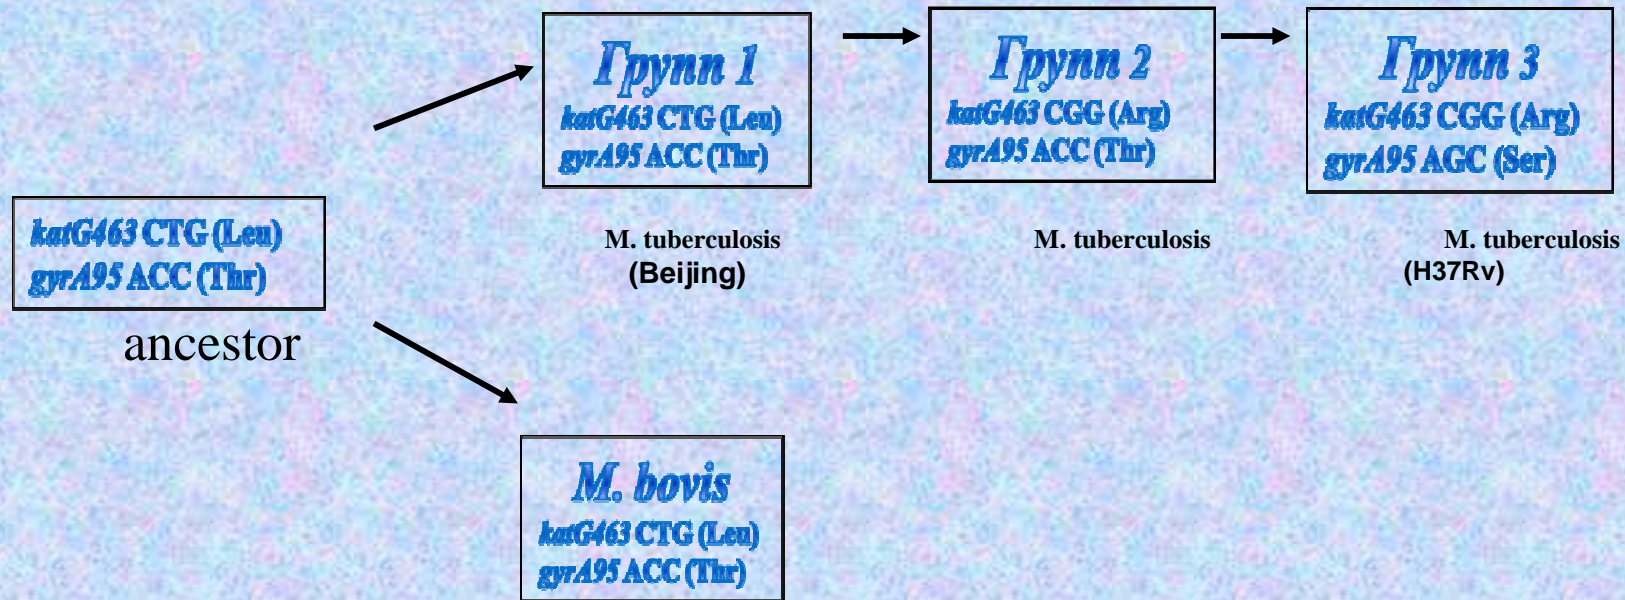 katG463 CTG (Leu)
gyrA95 ACC (Thr)
ancestor
Групп 1
katG463 CTG (Leu)
gyrA95 ACC (Thr)
M. tuberculosis
(Beijing)
Групп 2
katG463 CGG (Arg)
gyrA95 ACC (Thr)
M. tuberculosis
Групп 3
katG463 CGG (Arg)
gyrA95 AGC (Ser)
M. tuberculosis
(H37Rv)
M. bovis
katG463 CTG (Leu)
gyrA95 ACC (Thr)